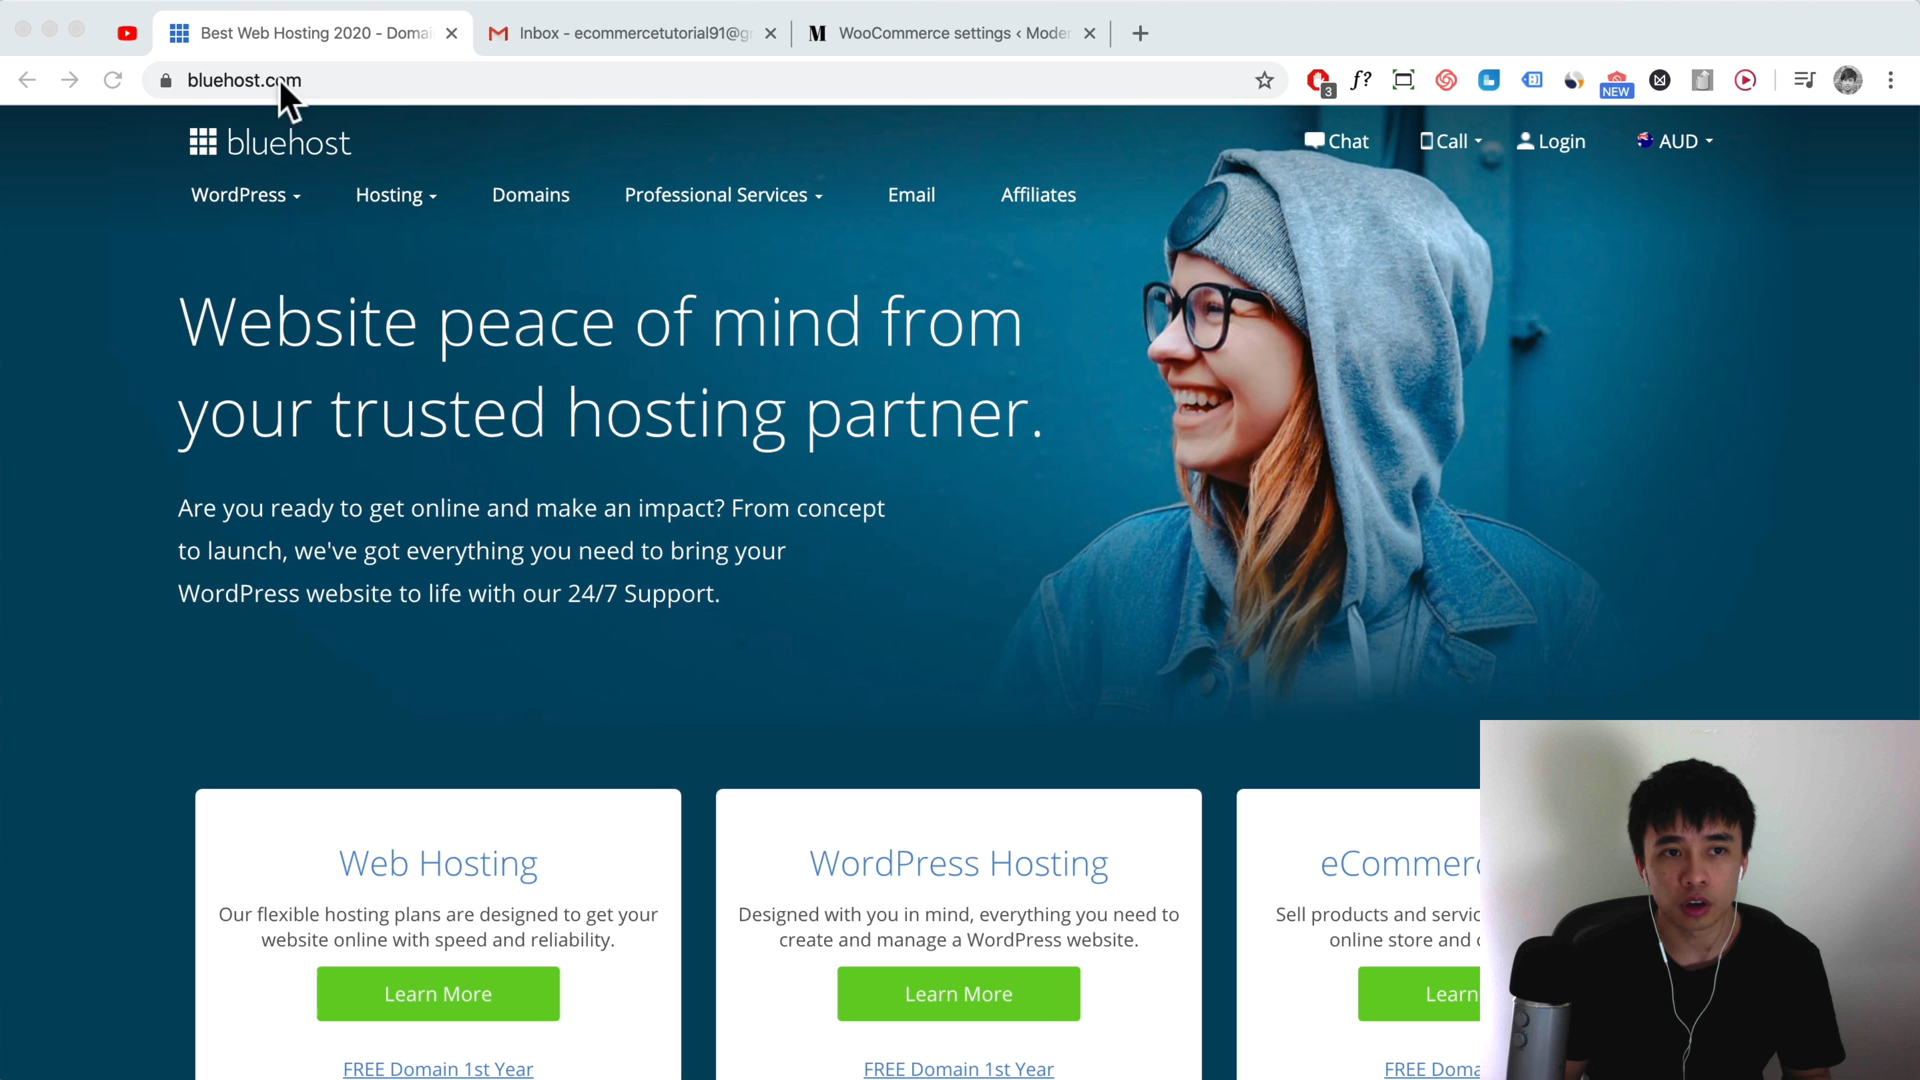 Best Web Hosting 2020 - Domai
Inbox - ecommercetutorial91@g
M WooCommerce settings ‹ Moder
bluehost.com
3
f?
NEW
bluehost
Chat
Call
Login
AUD
WordPress
Hosting
Domains
Professional Services
Email
Affiliates
Website peace of mind from
your trusted hosting partner.
Are you ready to get online and make an impact? From concept
to launch, we've got everything you need to bring your
WordPress website to life with our 24/7 Support.
Web Hosting
Our flexible hosting plans are designed to get your
website online with speed and reliability.
Learn More
FREE Domain 1st Year
WordPress Hosting
Designed with you in mind, everything you need to
create and manage a WordPress website.
Learn More
FREE Domain 1st Year
eCommerc
Sell products and servic
online store and c
Learn
FREE Doma